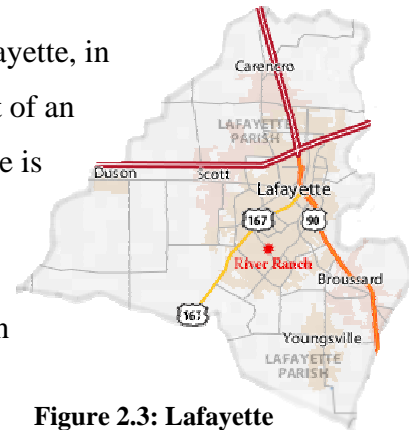 ayette, in
t of an
e is
n
Carencro
LAFAYETTE
PARISH
Duson
Scott
Lafayette
167
90
River Ranch
Broussard
167
Youngsville
LAFAYETTE
PARISH
Figure 2.3: Lafayette